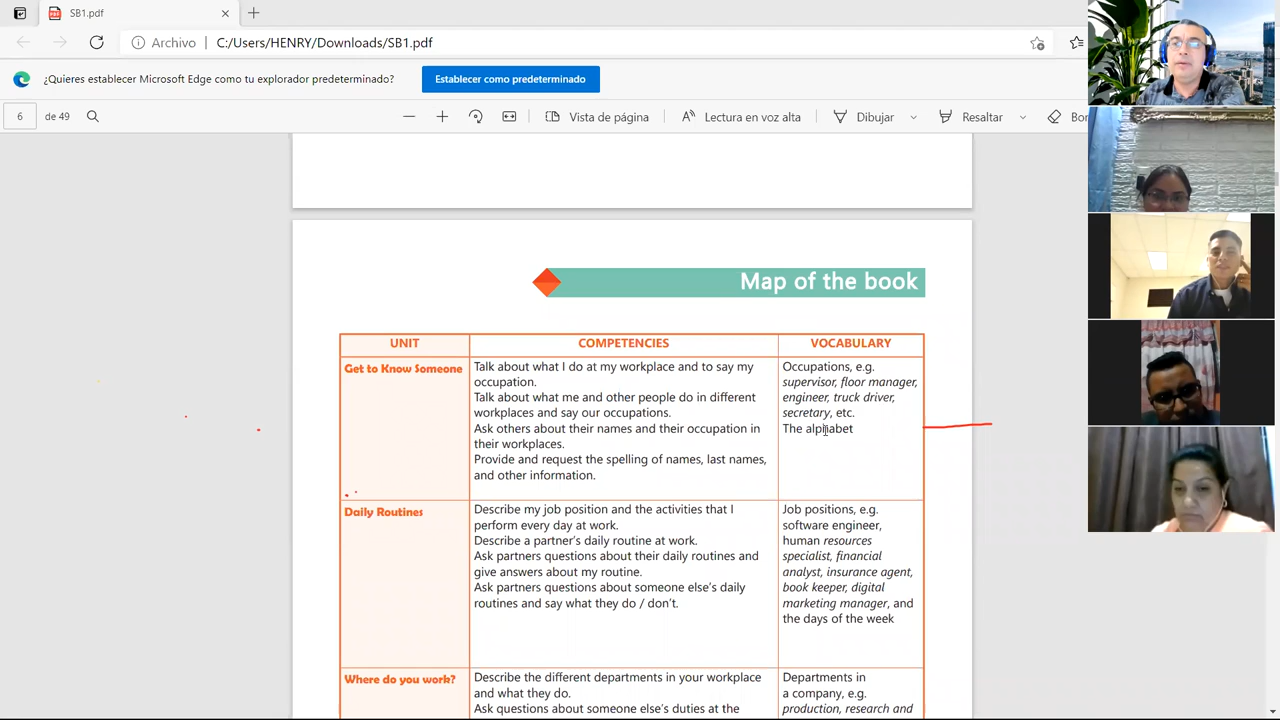 SB1.pdf
Archivo C:/Users/HENRY/Downloads/SB1.pdf
¿Quieres establecer Microsoft Edge como tu explorador predeterminado? Establecer como predeterminado
6 de 49 Vista de página Lectura en voz alta Dibujar Resaltar Bor
Map of the book
UNIT COMPETENCIES VOCABULARY
Get to Know Someone
Talk about what I do at my workplace and to say my
occupation.
Talk about what me and other people do in different
workplaces and say our occupations.
Ask others about their names and their occupation in
their workplaces.
Provide and request the spelling of names, last names,
and other information.
Occupations, e.g.
supervisor, floor manager,
engineer, truck driver,
secretary, etc.
The alphabet
Daily Routines
Describe my job position and the activities that I
perform every day at work.
Describe a partner's daily routine at work.
Ask partners questions about their daily routines and
give answers about my routine.
Ask partners questions about someone else's daily
routines and say what they do / don't.
Job positions, e.g.
software engineer,
human resources
specialist, financial
analyst, insurance agent,
book keeper, digital
marketing manager, and
the days of the week
Where do you work?
Describe the different departments in your workplace
and what they do.
Ask questions about someone else's duties at the
Departments in
a company, e.g.
production, research and